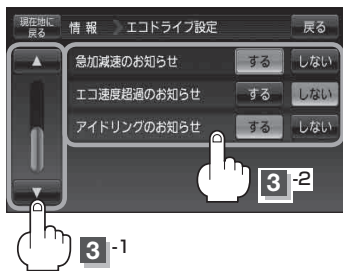 現在地に
戻る
情 報 エコドライブ設定 戻る
▲ 急加減速のお知らせ する しない
エコ速度超過のお知らせ する しない
アイドリングのお知らせ する しない
▼
3 -2
3 -1